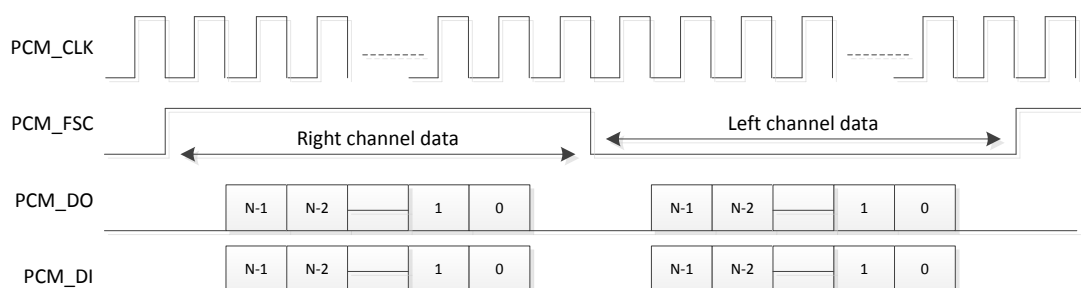 PCM_CLK
PCM_FSC
Right channel data
Left channel data
PCM_DO
N-1 N-2 1 0 N-1 N-2 1 0
PCM_DI
N-1 N-2 1 0 N-1 N-2 1 0